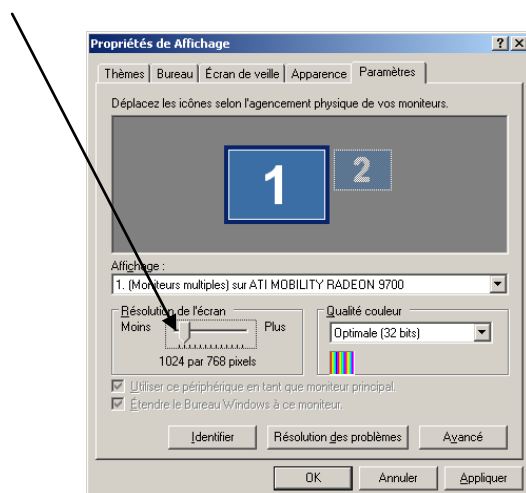 Propriétés de Affichage
Thèmes Bureau Écran de veille Apparence Paramètres
Déplacez les icônes selon l'agencement physique de vos moniteurs.
1 2
Affichage :
1. (Moniteurs multiples) sur ATI MOBILITY RADEON 9700
Résolution de l'écran Qualité couleur
Moins Plus Optimale (32 bits)
1024 par 768 pixels
Utiliser ce périphérique en tant que moniteur principal.
Étendre le Bureau Windows à ce moniteur.
Identifier Résolution des problèmes Avancé
OK Annuler Appliquer